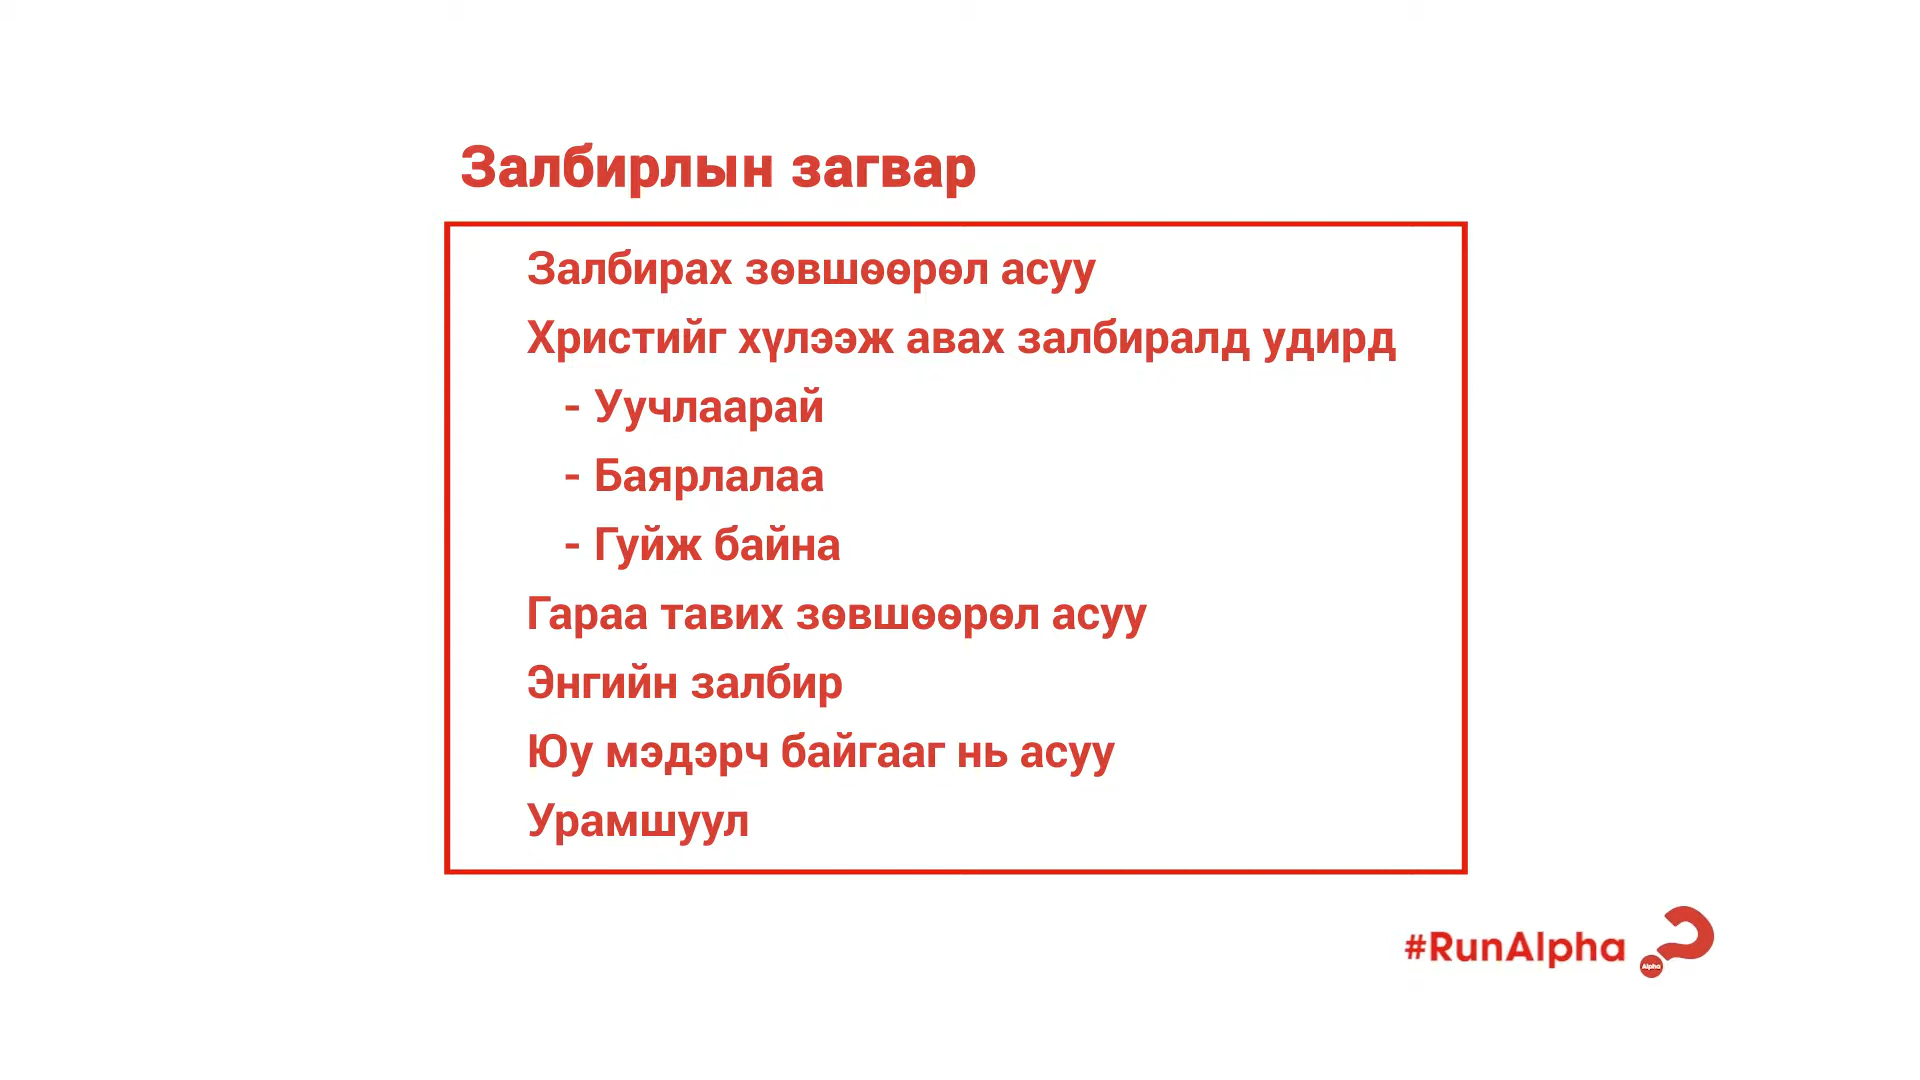 Залбирлын загвар
Залбирах зөвшөөрөл асуу
Христийг хүлээж авах залбиралд удирд
- Уучлаарай
- Баярлалаа
- Гуйж байна
Гараа тавих зөвшөөрөл асуу
Энгийн залбир
Юу мэдэрч байгааг нь асуу
Урамшуул
#RunAlpha
Alpha